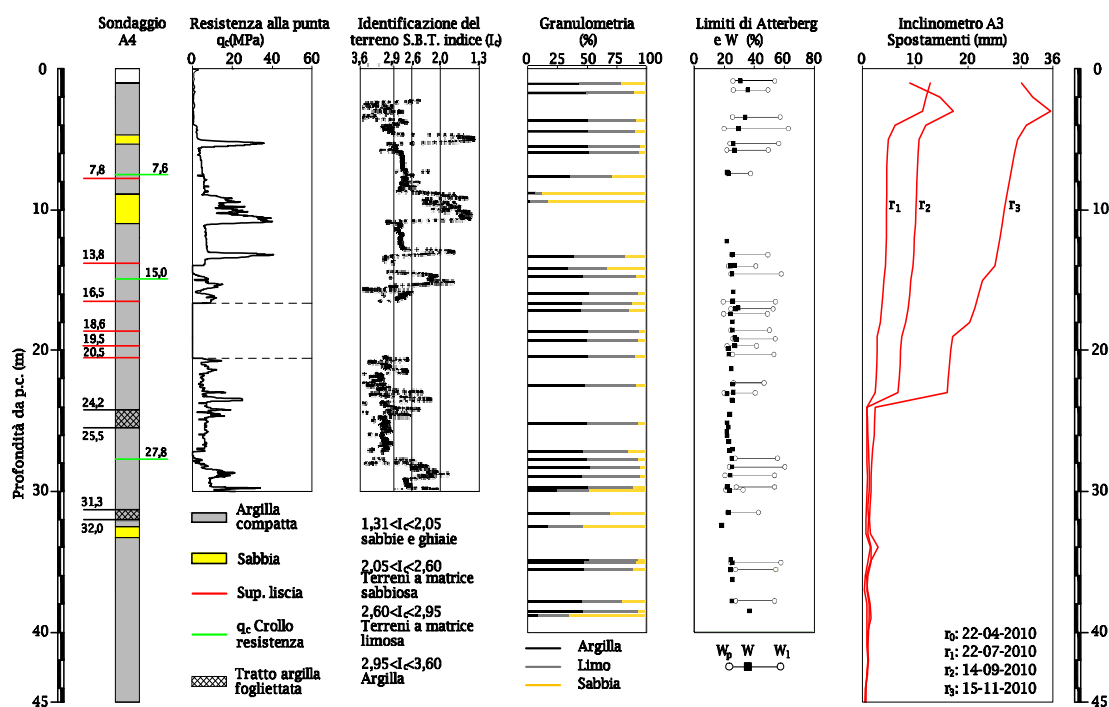 Sondaggio
A4
Resistenza alla punta
qc(MPa)
Identificazione del
terreno S.B.T. indice (Ic)
Granulometria
(%)
Limiti di Atterberg
e W (%)
Inclinometro A3
Spostamenti (mm)
0 20 40 60
3,6 2,9 2,6 2,0 1,3
0 25 50 75 100
0 20 40 60 80
0 10 20 30 36
Profondità da p.c. (m)
0
10
20
30
40
45
7,8
7,6
13,8
15,0
16,5
18,6
19,5
20,5
24,2
25,5
27,8
31,3
32,0
r1
r2
r3
0
10
20
30
40
45
Argilla
compatta
Sabbia
Sup. liscia
qc Crollo
resistenza
Tratto argilla
fogliettata
1,31<Ic<2,05
sabbie e ghiaie
2,05<Ic<2,60
Terreni a matrice
sabbiosa
2,60<Ic<2,95
Terreni a matrice
limosa
2,95<Ic<3,60
Argilla
Argilla
Limo
Sabbia
Wp W Wl
r0: 22-04-2010
r1: 22-07-2010
r2: 14-09-2010
r3: 15-11-2010